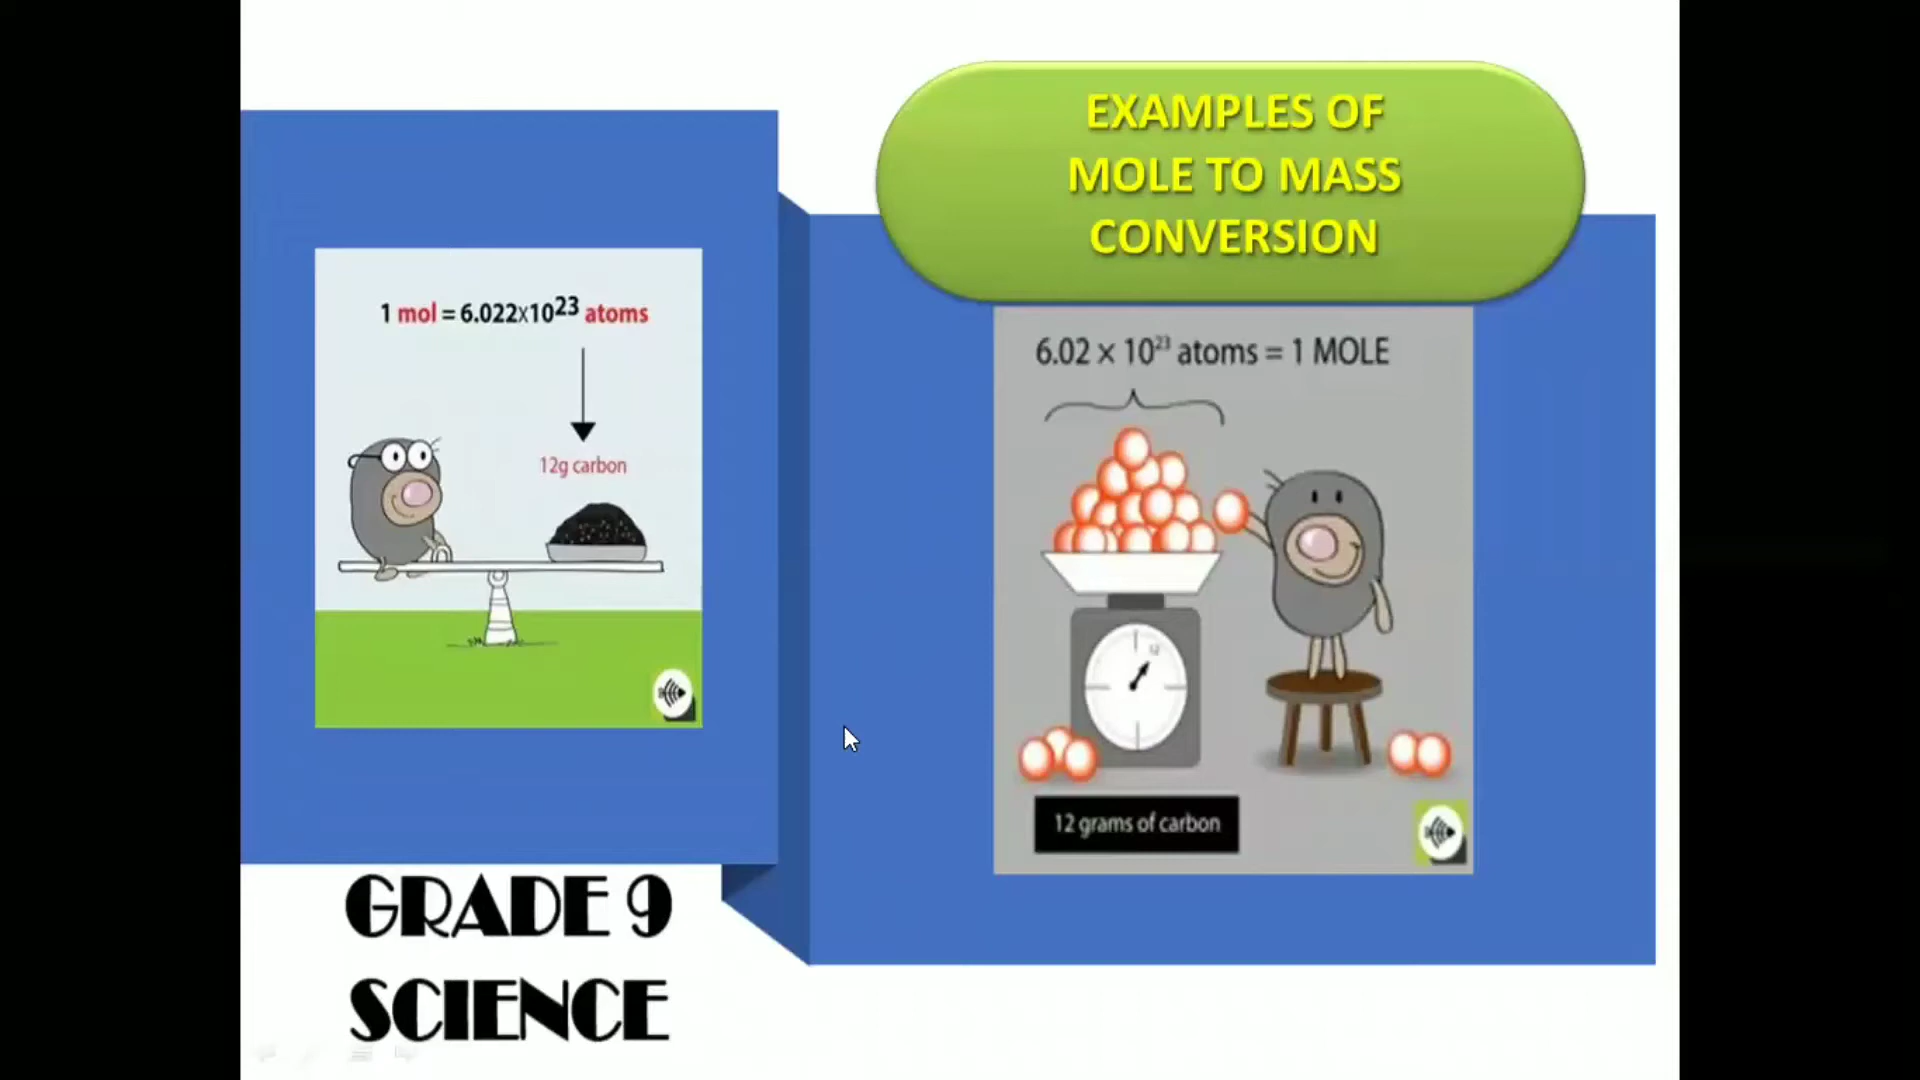 EXAMPLES OF
MOLE TO MASS
CONVERSION
1 mol = 6.022x10²³ atoms
12g carbon
6.02 × 10²³ atoms = 1 MOLE
12
12 grams of carbon
GRADE 9
SCIENCE